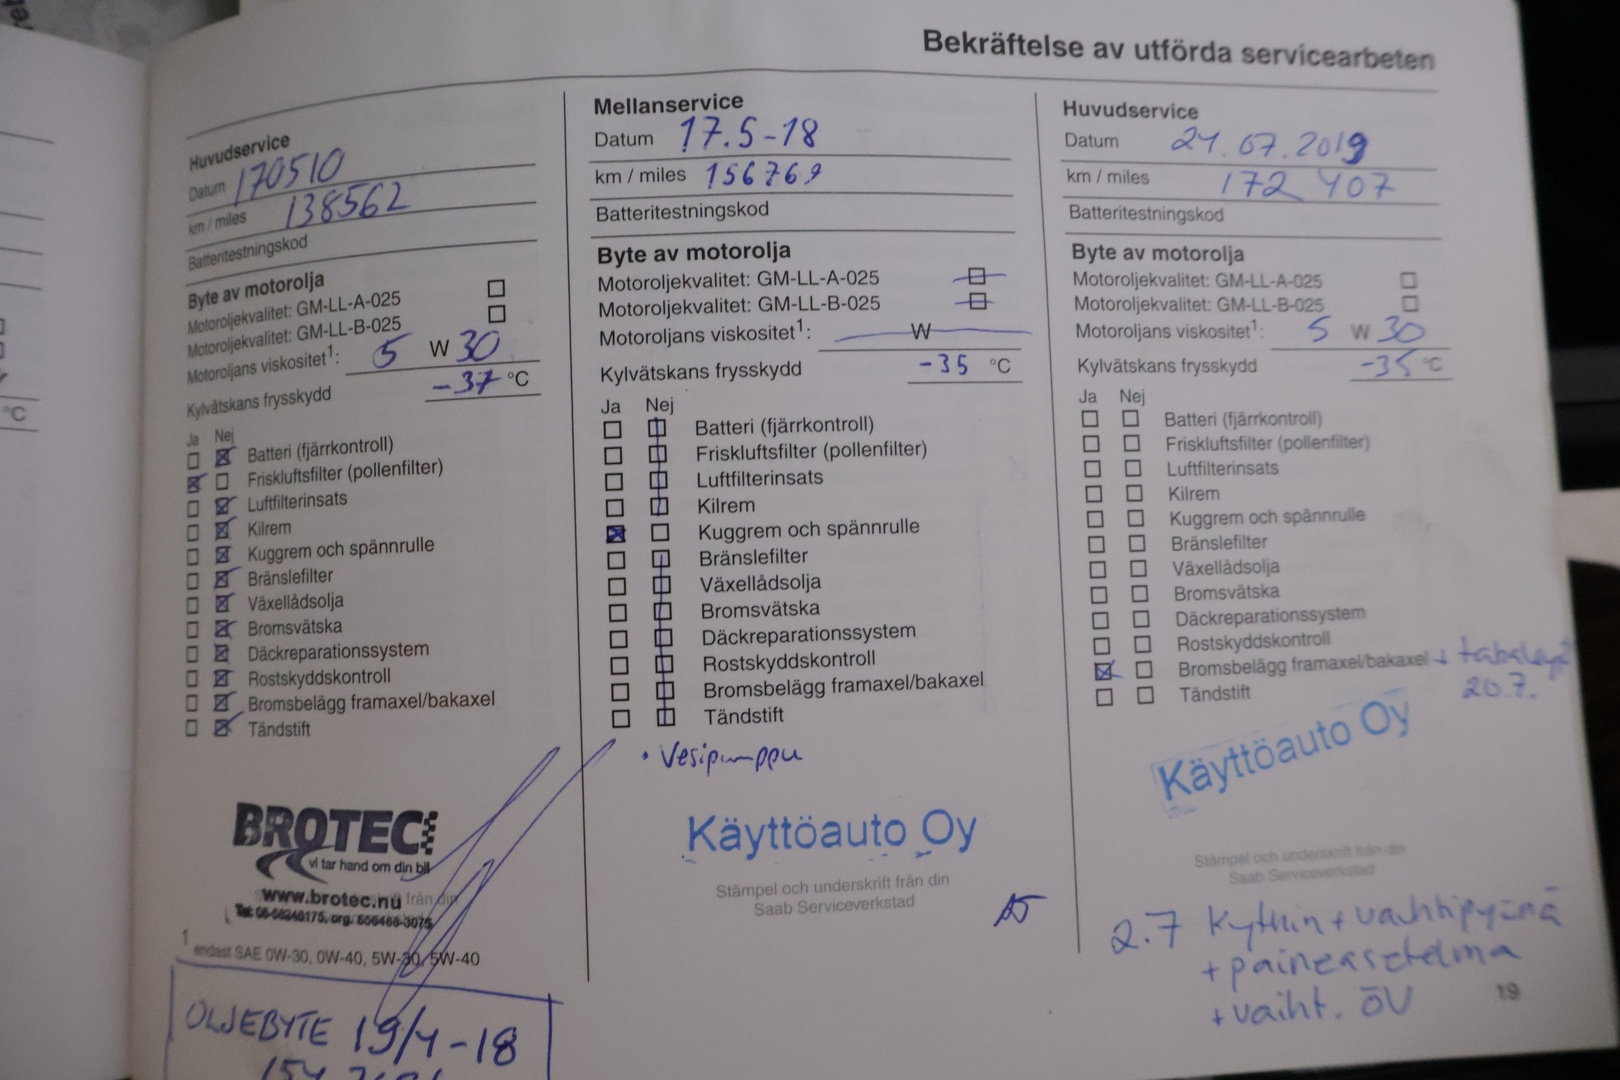 Bekräftelse av utförda servicearbeten
Huvudservice
Datum 170510
km / miles 138562
Batteritestningskod
Byte av motorolja
Motoroljekvalitet: GM-LL-A-025
Motoroljekvalitet: GM-LL-B-025
Motoroljans viskositet¹: 5 W 30
Kylvätskans frysskydd -37 °C
Ja Nej
Batteri (fjärrkontroll)
Friskluftsfilter (pollenfilter)
Luftfilterinsats
Kilrem
Kuggrem och spännrulle
Bränslefilter
Växellådsolja
Bromsvätska
Däckreparationssystem
Rostskyddskontroll
Bromsbelägg framaxel/bakaxel
Tändstift
BROTEC
vi tar hand om din bil
www.brotec.nu från din
1 endast SAE 0W-30, 0W-40, 5W-30, 5W-40
OLJEBYTE 19/4-18
Mellanservice
Datum 17.5-18
km / miles 156769
Batteritestningskod
Byte av motorolja
Motoroljekvalitet: GM-LL-A-025
Motoroljekvalitet: GM-LL-B-025
Motoroljans viskositet¹: W
Kylvätskans frysskydd -35 °C
Ja Nej
Batteri (fjärrkontroll)
Friskluftsfilter (pollenfilter)
Luftfilterinsats
Kilrem
Kuggrem och spännrulle
Bränslefilter
Växellådsolja
Bromsvätska
Däckreparationssystem
Rostskyddskontroll
Bromsbelägg framaxel/bakaxel
Tändstift
• Vesipumppu
Käyttöauto Oy
Stämpel och underskrift från din
Saab Serviceverkstad
Huvudservice
Datum 24.07.2019
km / miles 172 407
Batteritestningskod
Byte av motorolja
Motoroljekvalitet: GM-LL-A-025
Motoroljekvalitet: GM-LL-B-025
Motoroljans viskositet¹: 5 W 30
Kylvätskans frysskydd -35 °C
Ja Nej
Batteri (fjärrkontroll)
Friskluftsfilter (pollenfilter)
Luftfilterinsats
Kilrem
Kuggrem och spännrulle
Bränslefilter
Växellådsolja
Bromsvätska
Däckreparationssystem
Rostskyddskontroll
Bromsbelägg framaxel/bakaxel +
20.7.
Tändstift
Käyttöauto Oy
Stämpel och underskrift från din
Saab Serviceverkstad
2.7 Kytkin + vauhtipyörä
+ paineasetelma
+ vaiht. ÖV
19
°C